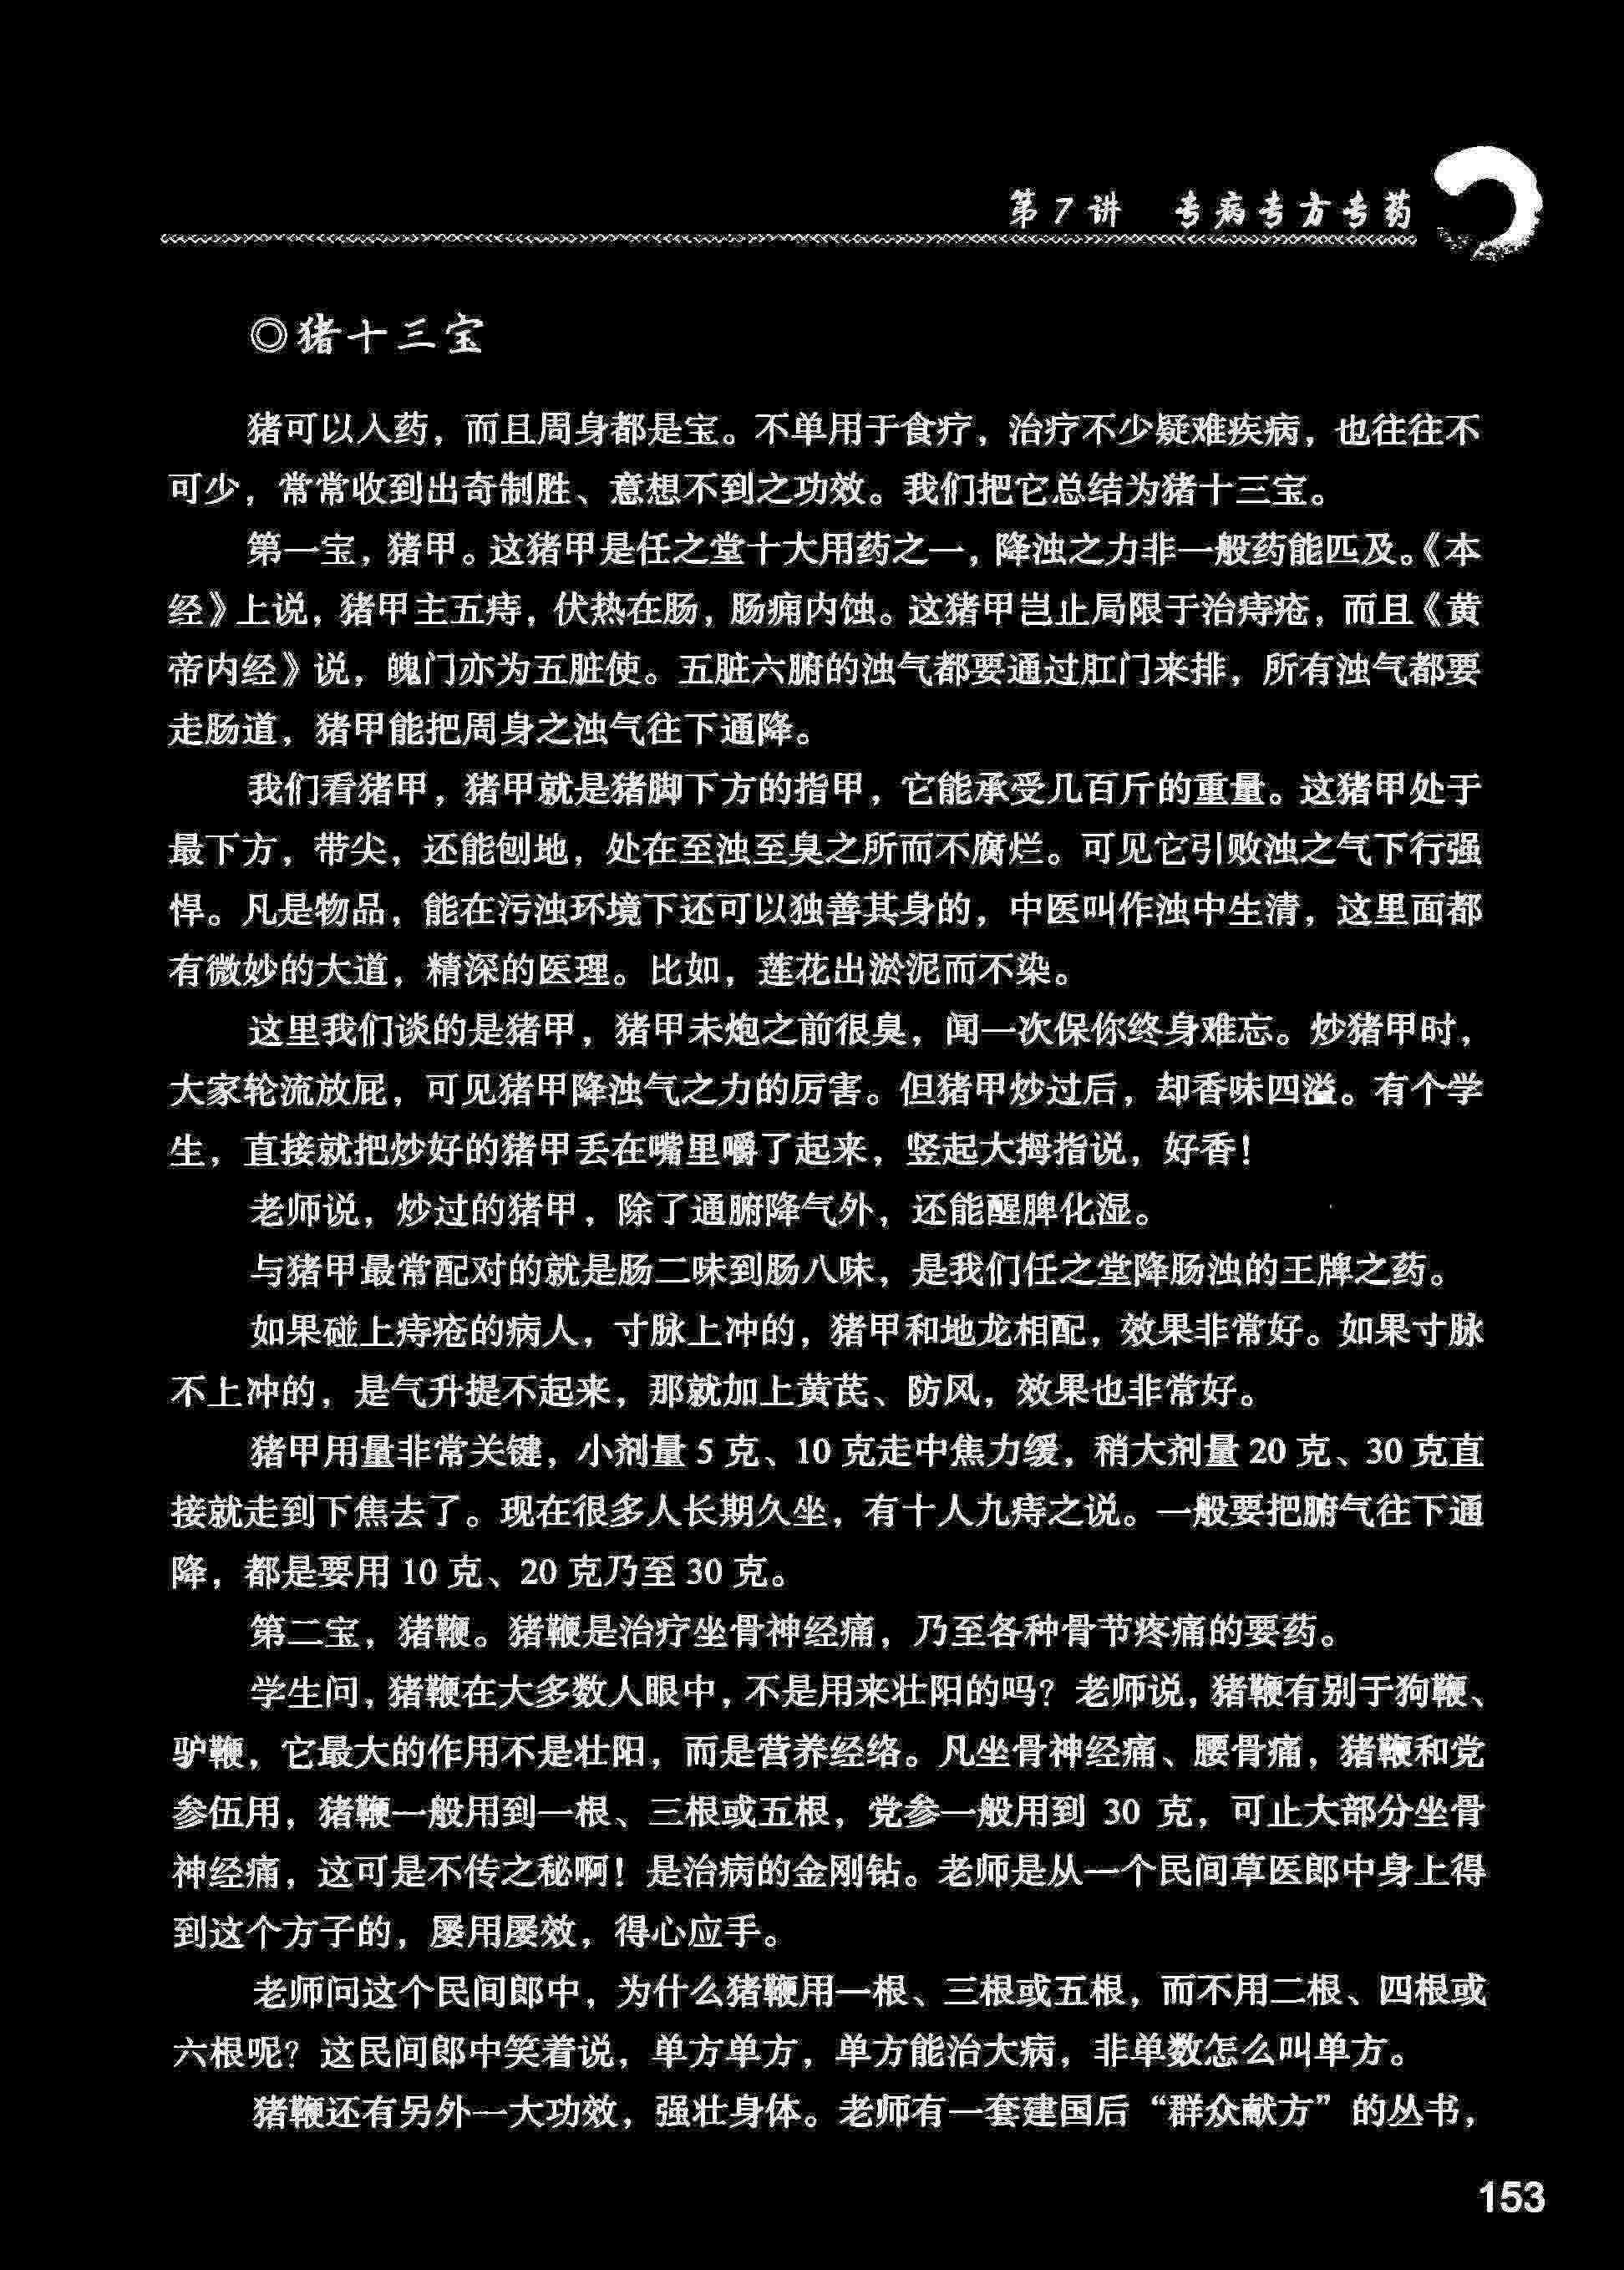 第7讲 专病专方专药
◎猪十三宝
猪可以入药，而且周身都是宝。不单用于食疗，治疗不少疑难疾病，也往往不
可少，常常收到出奇制胜、意想不到之功效。我们把它总结为猪十三宝。
第一宝，猪甲。这猪甲是任之堂十大用药之一，降浊之力非一般药能匹及。《本
经》上说，猪甲主五痔，伏热在肠，肠痈内蚀。这猪甲岂止局限于治痔疮，而且《黄
帝内经》说，魄门亦为五脏使。五脏六腑的浊气都要通过肛门来排，所有浊气都要
走肠道，猪甲能把周身之浊气往下通降。
我们看猪甲，猪甲就是猪脚下方的指甲，它能承受几百斤的重量。这猪甲处于
最下方，带尖，还能刨地，处在至浊至臭之所而不腐烂。可见它引败浊之气下行强
悍。凡是物品，能在污浊环境下还可以独善其身的，中医叫作浊中生清，这里面都
有微妙的大道，精深的医理。比如，莲花出淤泥而不染。
这里我们谈的是猪甲，猪甲未炮之前很臭，闻一次保你终身难忘。炒猪甲时，
大家轮流放屁，可见猪甲降浊气之力的厉害。但猪甲炒过后，却香味四溢。有个学
生，直接就把炒好的猪甲丢在嘴里嚼了起来，竖起大拇指说，好香！
老师说，炒过的猪甲，除了通腑降气外，还能醒脾化湿。
与猪甲最常配对的就是肠二味到肠八味，是我们任之堂降肠浊的王牌之药。
如果碰上痔疮的病人，寸脉上冲的，猪甲和地龙相配，效果非常好。如果寸脉
不上冲的，是气升提不起来，那就加上黄芪、防风，效果也非常好。
猪甲用量非常关键，小剂量5克、10克走中焦力缓，稍大剂量20克、30克直
接就走到下焦去了。现在很多人长期久坐，有十人九痔之说。一般要把腑气往下通
降，都是要用10克、20克乃至30克。
第二宝，猪鞭。猪鞭是治疗坐骨神经痛，乃至各种骨节疼痛的要药。
学生问，猪鞭在大多数人眼中，不是用来壮阳的吗？老师说，猪鞭有别于狗鞭、
驴鞭，它最大的作用不是壮阳，而是营养经络。凡坐骨神经痛、腰骨痛，猪鞭和党
参伍用，猪鞭一般用到一根、三根或五根，党参一般用到 30 克，可止大部分坐骨
神经痛，这可是不传之秘啊！是治病的金刚钻。老师是从一个民间草医郎中身上得
到这个方子的，屡用屡效，得心应手。
老师问这个民间郎中，为什么猪鞭用一根、三根或五根，而不用二根、四根或
六根呢？这民间郎中笑着说，单方单方，单方能治大病，非单数怎么叫单方。
猪鞭还有另外一大功效，强壮身体。老师有一套建国后“群众献方”的丛书，
153